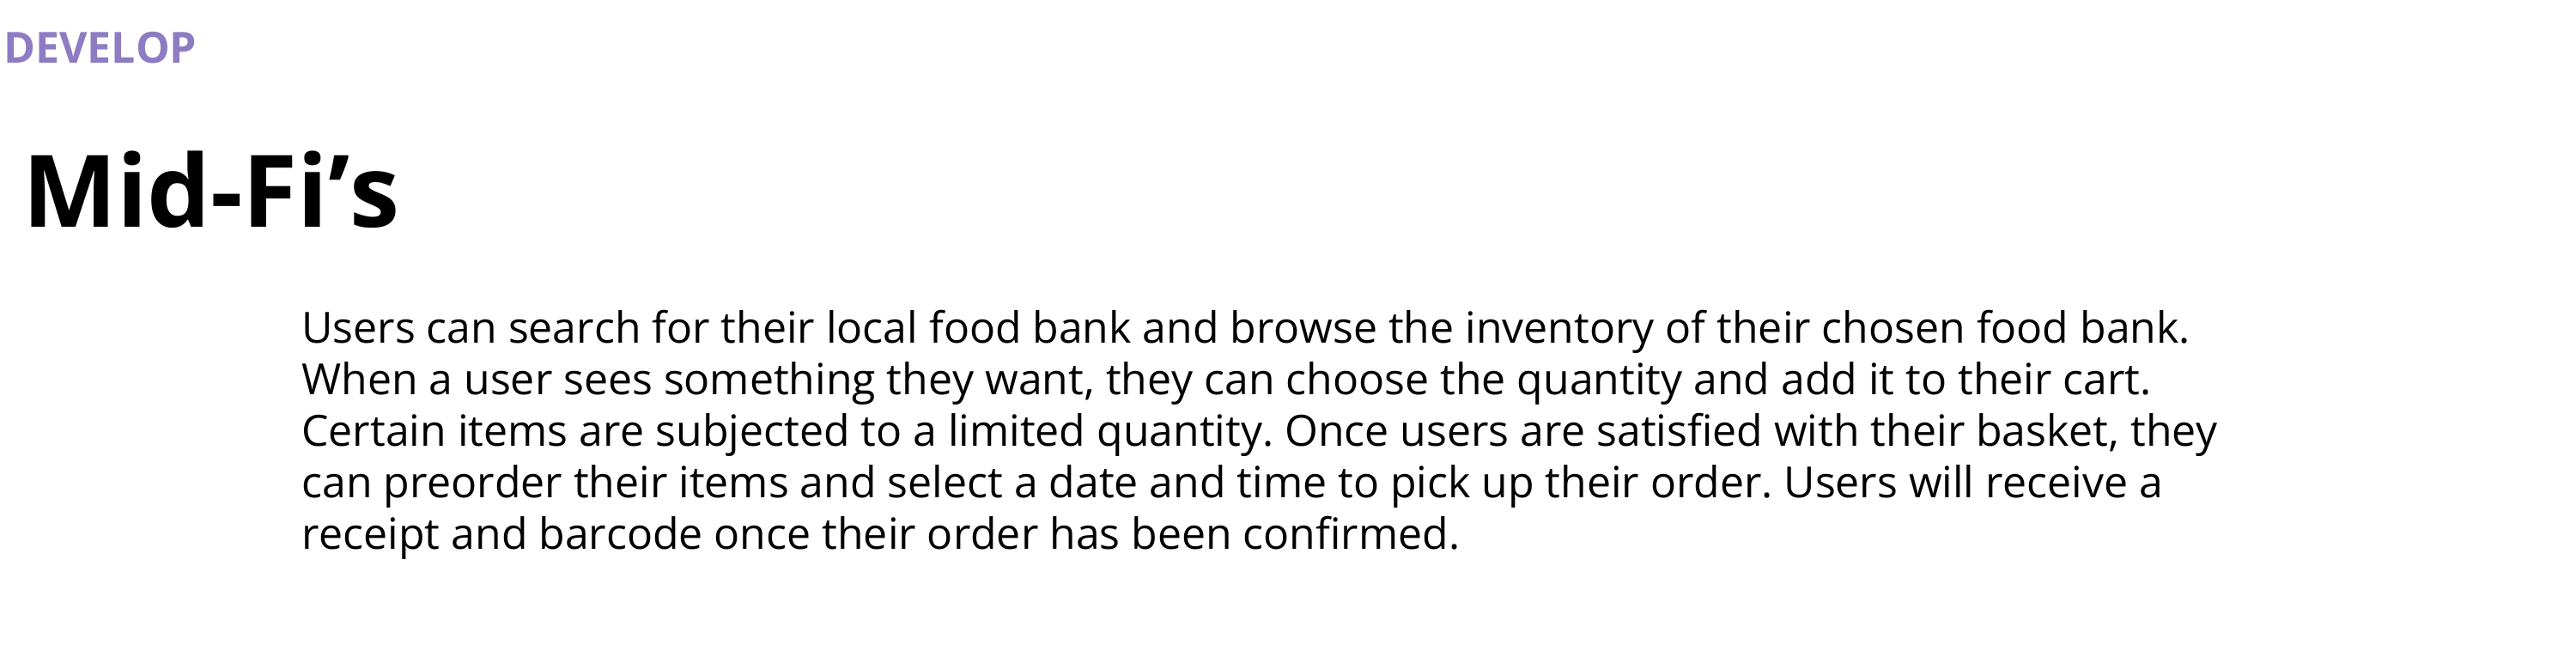 DEVELOP
Mid-Fi’s
Users can search for their local food bank and browse the inventory of their chosen food bank.
When a user sees something they want, they can choose the quantity and add it to their cart.
Certain items are subjected to a limited quantity. Once users are satisfied with their basket, they
can preorder their items and select a date and time to pick up their order. Users will receive a
receipt and barcode once their order has been confirmed.